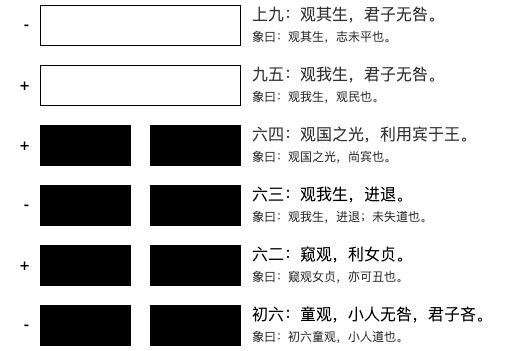 - 上九：观其生，君子无咎。
象曰：观其生，志未平也。
+ 九五：观我生，君子无咎。
象曰：观我生，观民也。
+ 六四：观国之光，利用宾于王。
象曰：观国之光，尚宾也。
- 六三：观我生，进退。
象曰：观我生，进退；未失道也。
+ 六二：窥观，利女贞。
象曰：窥观女贞，亦可丑也。
- 初六：童观，小人无咎，君子吝。
象曰：初六童观，小人道也。